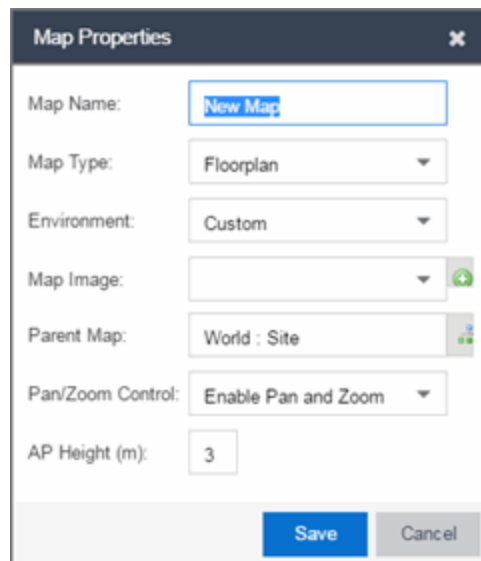 Map Properties
Map Name: New Map
Map Type: Floorplan
Environment: Custom
Map Image:
Parent Map: World : Site
Pan/Zoom Control: Enable Pan and Zoom
AP Height (m): 3
Save Cancel